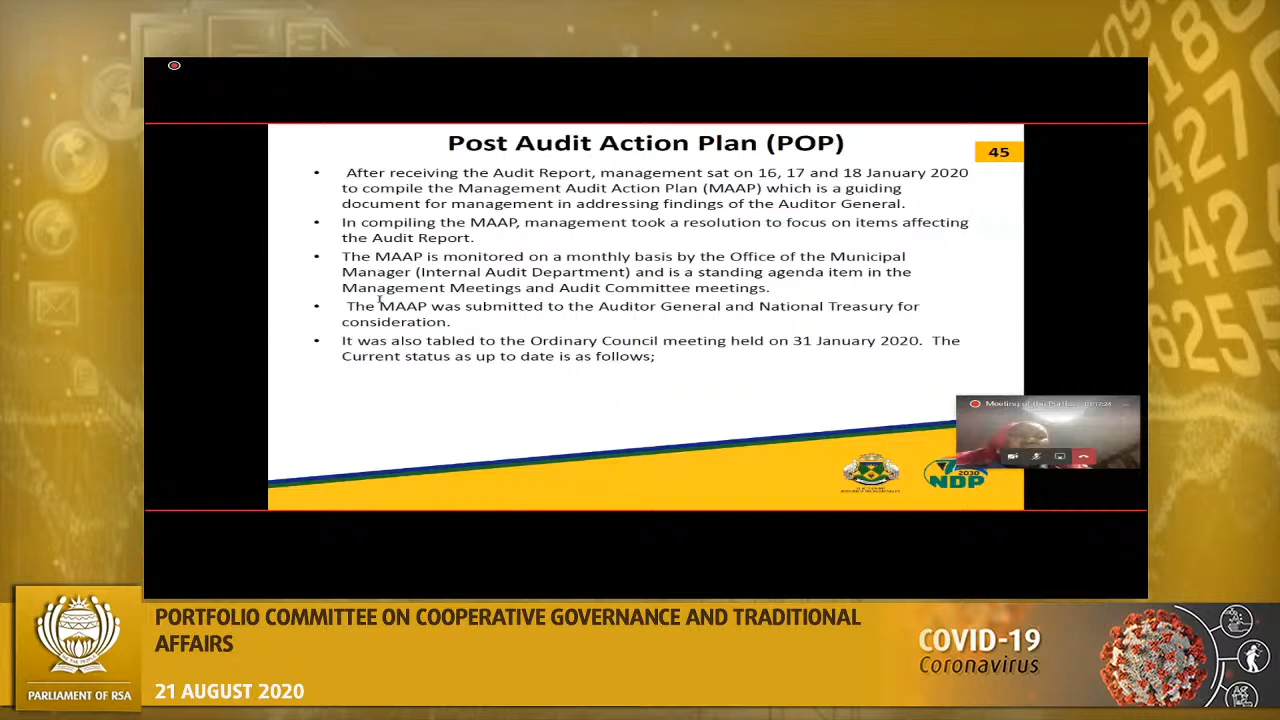 Post Audit Action Plan (POP)
45
• After receiving the Audit Report, management sat on 16, 17 and 18 January 2020
to compile the Management Audit Action Plan (MAAP) which is a guiding
document for management in addressing findings of the Auditor General.
• In compiling the MAAP, management took a resolution to focus on items affecting
the Audit Report.
• The MAAP is monitored on a monthly basis by the Office of the Municipal
Manager (Internal Audit Department) and is a standing agenda item in the
Management Meetings and Audit Committee meetings.
• The MAAP was submitted to the Auditor General and National Treasury for
consideration.
• It was also tabled to the Ordinary Council meeting held on 31 January 2020. The
Current status as up to date is as follows;
Meeting of the
2030
NDP
PORTFOLIO COMMITTEE ON COOPERATIVE GOVERNANCE AND TRADITIONAL
AFFAIRS
21 AUGUST 2020
PARLIAMENT OF RSA
COVID-19
Coronavirus